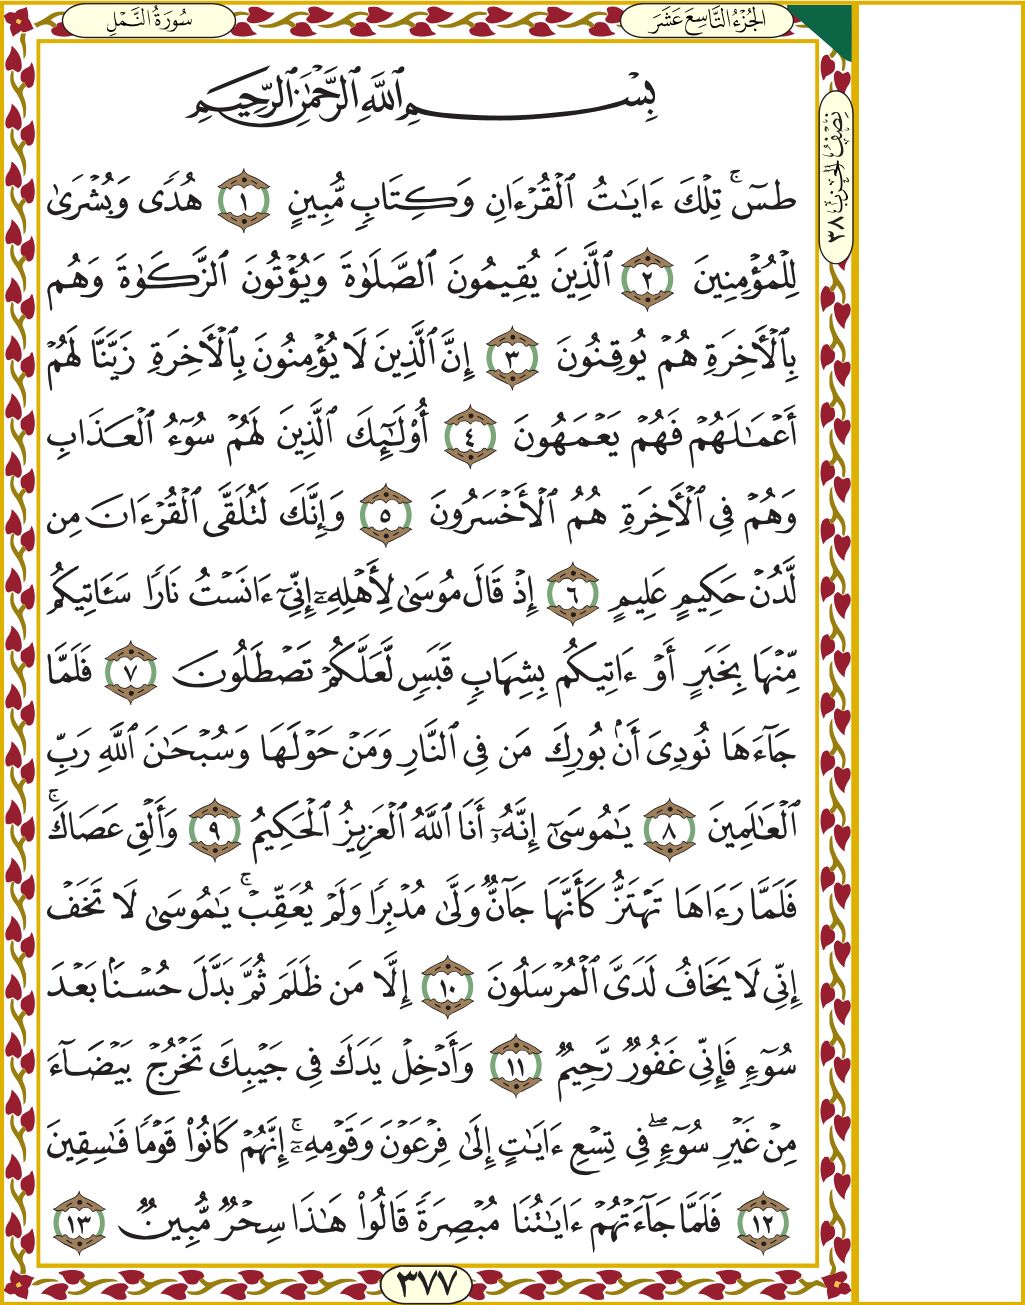 سُورَةُ النَّمْلِ
الجُزْءُ التَّاسِعَ عَشَرَ
نِصْفُ الحِزْبِ ٣٨
بِسْمِ ٱللَّهِ ٱلرَّحْمَٰنِ ٱلرَّحِيمِ
طسٓۚ تِلْكَ ءَايَٰتُ ٱلْقُرْءَانِ وَكِتَابٍ مُّبِينٍ ١ هُدًى وَبُشْرَىٰ
لِلْمُؤْمِنِينَ ٢ ٱلَّذِينَ يُقِيمُونَ ٱلصَّلَوٰةَ وَيُؤْتُونَ ٱلزَّكَوٰةَ وَهُم
بِٱلْأَخِرَةِ هُمْ يُوقِنُونَ ٣ إِنَّ ٱلَّذِينَ لَا يُؤْمِنُونَ بِٱلْأَخِرَةِ زَيَّنَّا لَهُمْ
أَعْمَٰلَهُمْ فَهُمْ يَعْمَهُونَ ٤ أُوْلَٰٓئِكَ ٱلَّذِينَ لَهُمْ سُوٓءُ ٱلْعَذَابِ
وَهُمْ فِى ٱلْأَخِرَةِ هُمُ ٱلْأَخْسَرُونَ ٥ وَإِنَّكَ لَتُلَقَّى ٱلْقُرْءَانَ مِن
لَّدُنْ حَكِيمٍ عَلِيمٍ ٦ إِذْ قَالَ مُوسَىٰ لِأَهْلِهِۦٓ إِنِّىٓ ءَانَسْتُ نَارًا سَـَٔاتِيكُم
مِّنْهَا بِخَبَرٍ أَوْ ءَاتِيكُم بِشِهَابٍ قَبَسٍ لَّعَلَّكُمْ تَصْطَلُونَ ٧ فَلَمَّا
جَآءَهَا نُودِىَ أَنۢ بُورِكَ مَن فِى ٱلنَّارِ وَمَنْ حَوْلَهَا وَسُبْحَٰنَ ٱللَّهِ رَبِّ
ٱلْعَٰلَمِينَ ٨ يَٰمُوسَىٰٓ إِنَّهُۥٓ أَنَا ٱللَّهُ ٱلْعَزِيزُ ٱلْحَكِيمُ ٩ وَأَلْقِ عَصَاكَۚ
فَلَمَّا رَءَاهَا تَهْتَزُّ كَأَنَّهَا جَآنٌّ وَلَّىٰ مُدْبِرًا وَلَمْ يُعَقِّبْۚ يَٰمُوسَىٰ لَا تَخَفْ
إِنِّى لَا يَخَافُ لَدَىَّ ٱلْمُرْسَلُونَ ١٠ إِلَّا مَن ظَلَمَ ثُمَّ بَدَّلَ حُسْنًۢا بَعْدَ
سُوٓءٍ فَإِنِّى غَفُورٌ رَّحِيمٌ ١١ وَأَدْخِلْ يَدَكَ فِى جَيْبِكَ تَخْرُجْ بَيْضَآءَ
مِنْ غَيْرِ سُوٓءٍۖ فِى تِسْعِ ءَايَٰتٍ إِلَىٰ فِرْعَوْنَ وَقَوْمِهِۦٓۚ إِنَّهُمْ كَانُوا۟ قَوْمًا فَٰسِقِينَ
١٢ فَلَمَّا جَآءَتْهُمْ ءَايَٰتُنَا مُبْصِرَةً قَالُوا۟ هَٰذَا سِحْرٌ مُّبِينٌ ١٣
٣٧٧